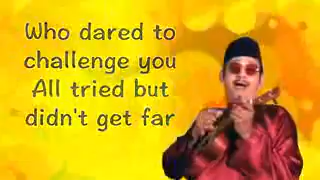 Who dared to
challenge you
All tried but
didn't get far